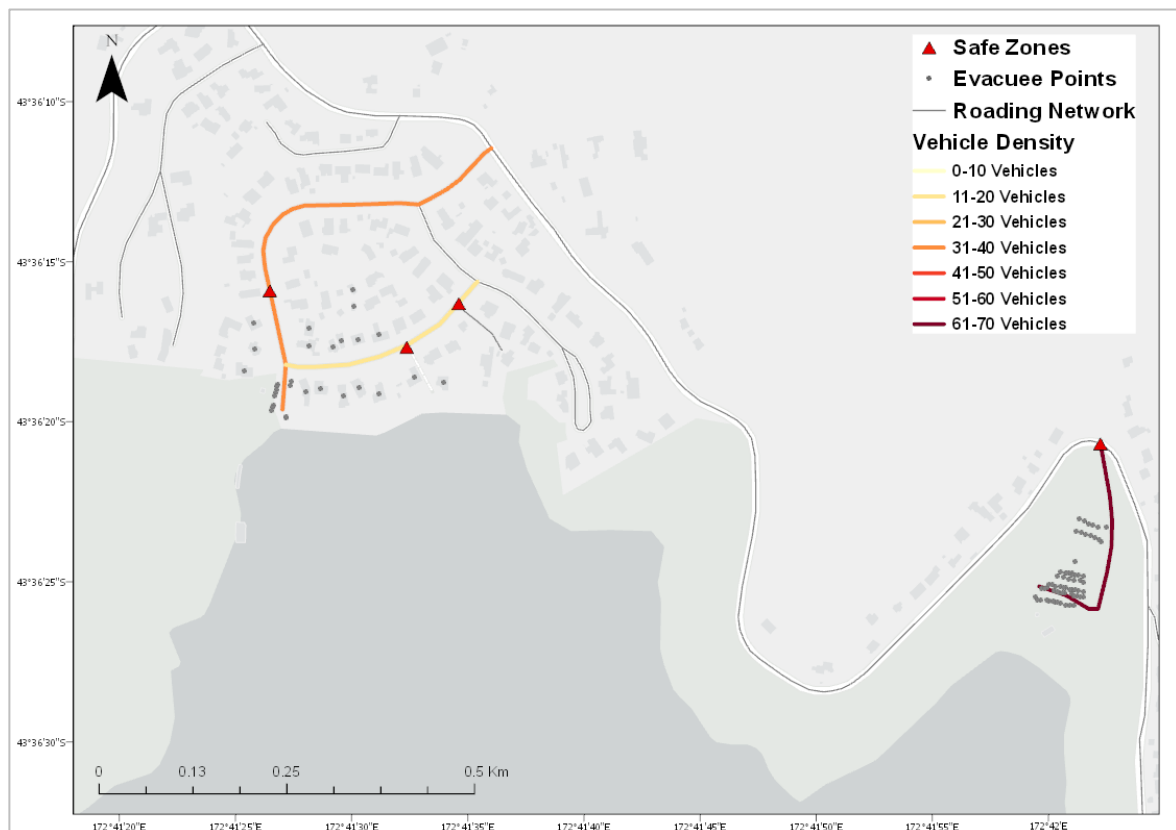 N
Safe Zones
Evacuee Points
Roading Network
Vehicle Density
0-10 Vehicles
11-20 Vehicles
21-30 Vehicles
31-40 Vehicles
41-50 Vehicles
51-60 Vehicles
61-70 Vehicles
43°36'10"S
43°36'15"S
43°36'20"S
43°36'25"S
43°36'30"S
0 0.13 0.25 0.5 Km
172°41'20"E 172°41'25"E 172°41'30"E 172°41'35"E 172°41'40"E 172°41'45"E 172°41'50"E 172°41'55"E 172°42'E